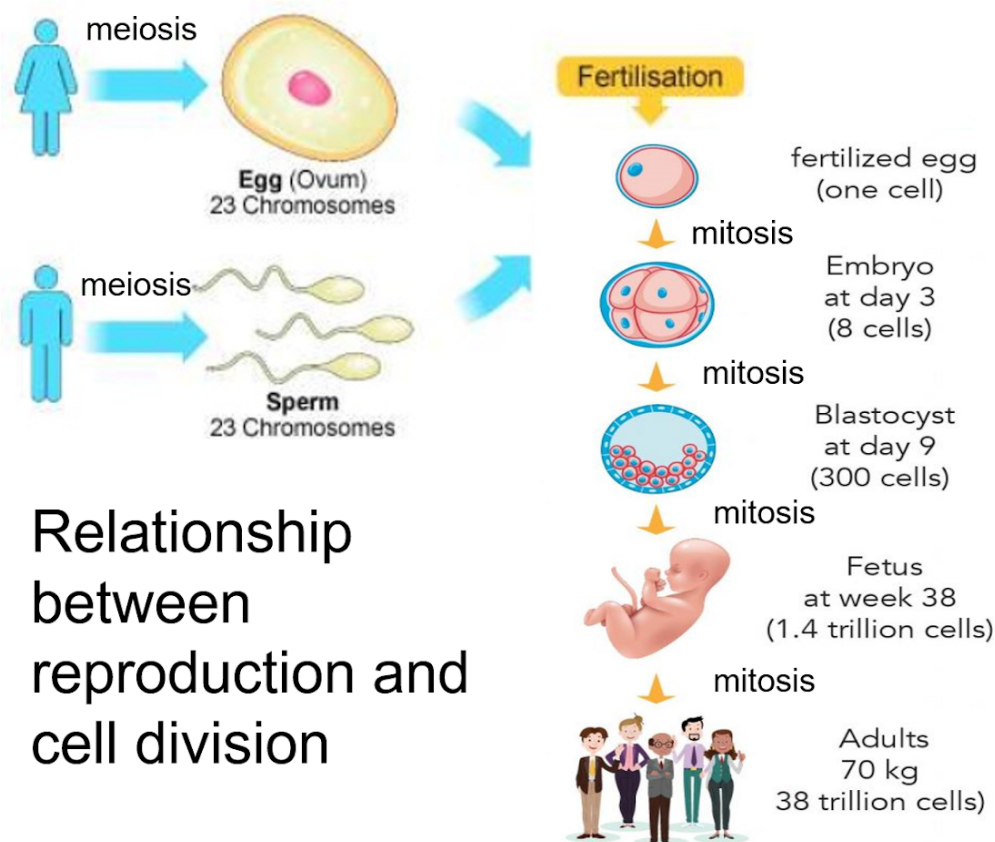 meiosis
Egg (Ovum)
23 Chromosomes
meiosis
Sperm
23 Chromosomes
Relationship
between
reproduction and
cell division
Fertilisation
fertilized egg
(one cell)
mitosis
Embryo
at day 3
(8 cells)
mitosis
Blastocyst
at day 9
(300 cells)
mitosis
Fetus
at week 38
(1.4 trillion cells)
mitosis
Adults
70 kg
38 trillion cells)